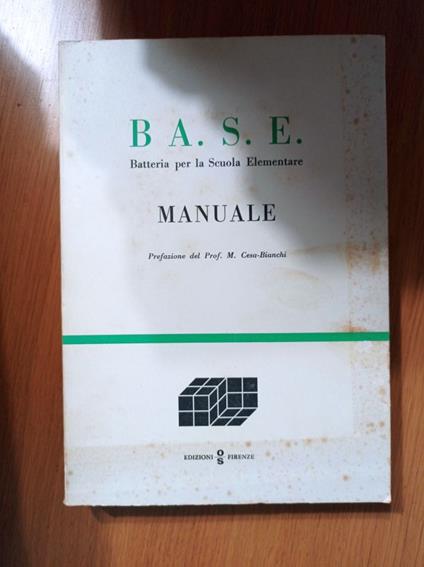 B A. S. E.
Batteria per la Scuola Elementare
MANUALE
Prefazione del Prof. M. Cesa-Bianchi
EDIZIONI OS FIRENZE